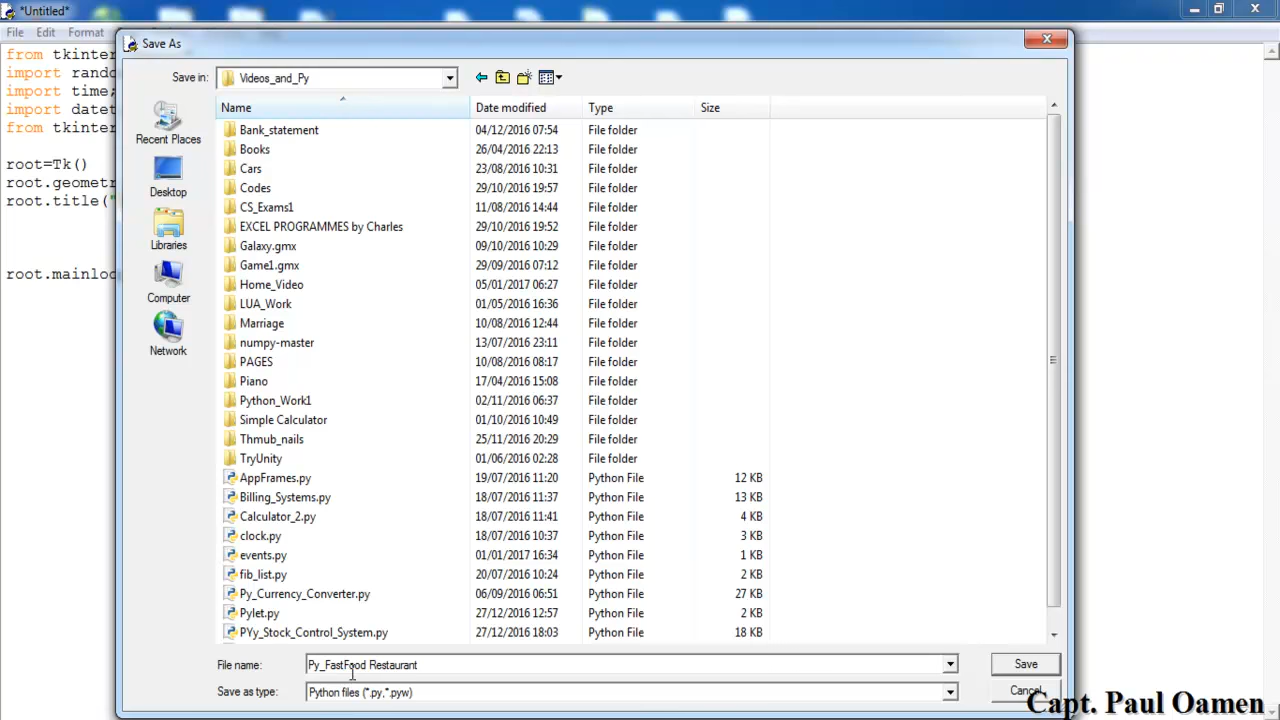 *Untitled*
File Edit Format
from tkinter
import rando
import time;
import datet
from tkinter
root=Tk()
root.geometr
root.title("
root.mainloo
Save As
Save in: Videos_and_Py
Recent Places
Desktop
Libraries
Computer
Network
Name Date modified Type Size
Bank_statement 04/12/2016 07:54 File folder
Books 26/04/2016 22:13 File folder
Cars 23/08/2016 10:31 File folder
Codes 29/10/2016 19:57 File folder
CS_Exams1 11/08/2016 14:44 File folder
EXCEL PROGRAMMES by Charles 29/10/2016 19:52 File folder
Galaxy.gmx 09/10/2016 10:29 File folder
Game1.gmx 29/09/2016 07:12 File folder
Home_Video 05/01/2017 06:27 File folder
LUA_Work 01/05/2016 16:36 File folder
Marriage 10/08/2016 12:44 File folder
numpy-master 13/07/2016 23:11 File folder
PAGES 10/08/2016 08:17 File folder
Piano 17/04/2016 15:08 File folder
Python_Work1 02/11/2016 06:37 File folder
Simple Calculator 01/10/2016 10:49 File folder
Thmub_nails 25/11/2016 20:29 File folder
TryUnity 01/06/2016 02:28 File folder
AppFrames.py 19/07/2016 11:20 Python File 12 KB
Billing_Systems.py 18/07/2016 11:37 Python File 13 KB
Calculator_2.py 18/07/2016 11:41 Python File 4 KB
clock.py 18/07/2016 10:37 Python File 3 KB
events.py 01/01/2017 16:34 Python File 1 KB
fib_list.py 20/07/2016 10:24 Python File 2 KB
Py_Currency_Converter.py 06/09/2016 06:51 Python File 27 KB
Pylet.py 27/12/2016 12:57 Python File 2 KB
PYy_Stock_Control_System.py 27/12/2016 18:03 Python File 18 KB
File name: Py_FastFood Restaurant Save
Save as type: Python files (*.py,*.pyw) Cancel
Capt. Paul Oamen